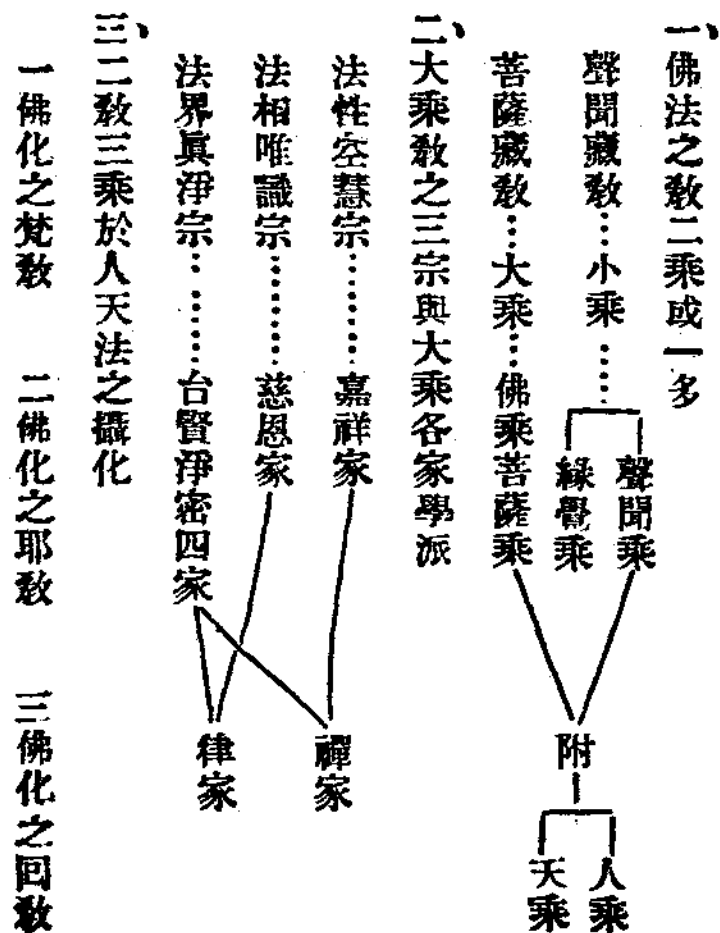 一、佛法之教二乘或一多
聲聞藏教⋯小乘⋯⋯聲聞乘
緣覺乘
菩薩藏教⋯大乘⋯佛乘菩薩乘
附
人乘
天乘
二、大乘教之三宗與大乘各家學派
法性空慧宗⋯⋯⋯嘉祥家
禪家
法相唯識宗⋯⋯⋯慈恩家
法界真淨宗⋯⋯⋯台賢淨密四家
律家
三、二教三乘於人天法之攝化
一佛化之梵教　二佛化之耶教　三佛化之回教